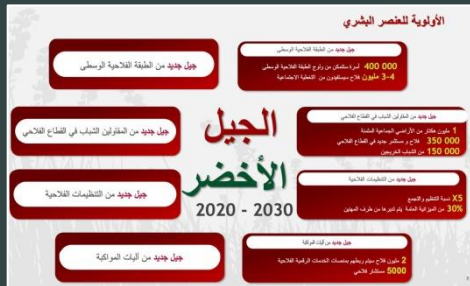 الأولوية للعنصر البشري
جيل جديد من الطبقة الفلاحية الوسطى
جيل جديد من الطبقة الفلاحية الوسطى
400 000 أسرة ستتمكن من ولوج الطبقة الفلاحية الوسطى
3-4 مليون فلاح سيستفيدون من التغطية الاجتماعية
جيل جديد من المقاولين الشباب في القطاع الفلاحي
جيل جديد من المقاولين الشباب في القطاع الفلاحي
1 مليون هكتار من الأراضي الجماعية المثمنة
350 000 فلاح و مستثمر جديد في القطاع الفلاحي
150 000 من الشباب الخريجين
الجيل
الأخضر
2020 - 2030
جيل جديد من التنظيمات الفلاحية
جيل جديد من التنظيمات الفلاحية
X5 نسبة التنظيم والتجمع
30% من الميزانية العامة يتم تدبيرها من طرف المهنيين
جيل جديد من آليات المواكبة
جيل جديد من آليات المواكبة
2 مليون فلاح سيتم ربطهم بمنصات الخدمات الرقمية الفلاحية
5000 مستشار فلاحي